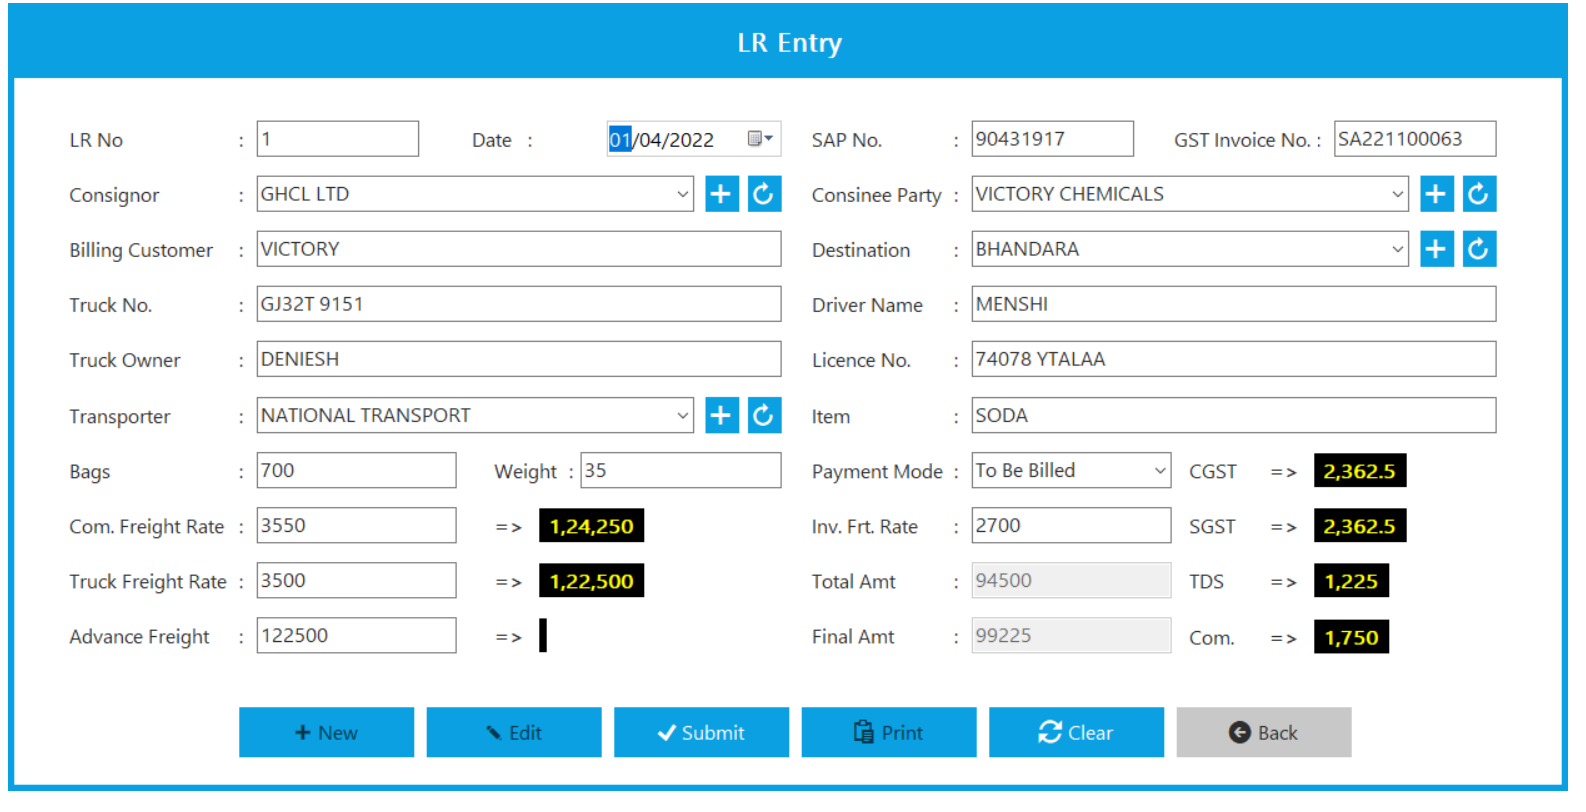 LR Entry
LR No : 1 Date : 01/04/2022 SAP No. : 90431917 GST Invoice No. : SA221100063
Consignor : GHCL LTD Consinee Party : VICTORY CHEMICALS
Billing Customer : VICTORY Destination : BHANDARA
Truck No. : GJ32T 9151 Driver Name : MENSHI
Truck Owner : DENIESH Licence No. : 74078 YTALAA
Transporter : NATIONAL TRANSPORT Item : SODA
Bags : 700 Weight : 35 Payment Mode : To Be Billed CGST => 2,362.5
Com. Freight Rate : 3550 => 1,24,250 Inv. Frt. Rate : 2700 SGST => 2,362.5
Truck Freight Rate : 3500 => 1,22,500 Total Amt : 94500 TDS => 1,225
Advance Freight : 122500 => Final Amt : 99225 Com. => 1,750
New Edit Submit Print Clear Back